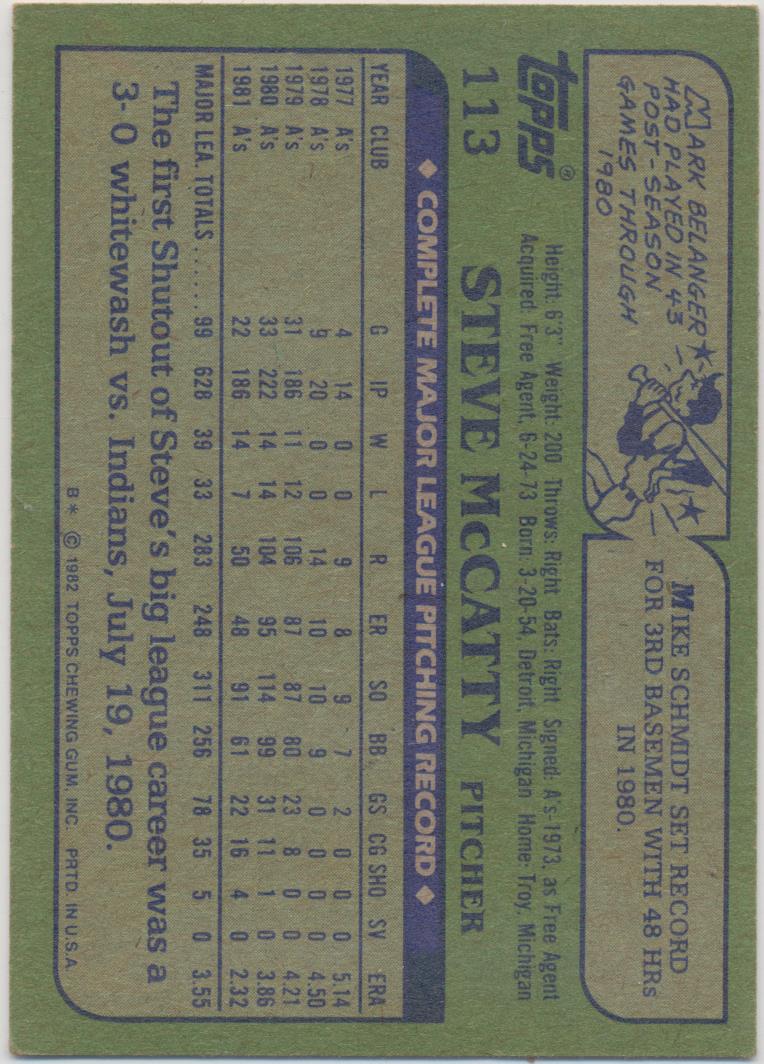 MARK BELANGER
HAD PLAYED IN 43
POST-SEASON
GAMES THROUGH
1980
MIKE SCHMIDT SET RECORD
FOR 3RD BASEMEN WITH 48 HRs
IN 1980.
topps®
113
Height: 6'3" Weight: 200 Throws: Right Bats: Right Signed: A's-1973, as Free Agent
Acquired: Free Agent, 6-24-73 Born: 3-20-54, Detroit, Michigan Home: Troy, Michigan
STEVE McCATTY PITCHER
◆ COMPLETE MAJOR LEAGUE PITCHING RECORD ◆
YEAR CLUB G IP W L R ER SO BB GS CG SHO SV ERA
1977 A's 4 14 0 0 9 8 9 7 2 0 0 0 5.14
1978 A's 9 20 0 0 14 10 10 9 0 0 0 0 4.50
1979 A's 31 186 11 12 106 87 87 80 23 8 0 0 4.21
1980 A's 33 222 14 14 104 95 114 99 31 11 1 0 3.86
1981 A's 22 186 14 7 50 48 91 61 22 16 4 0 2.32
MAJOR LEA. TOTALS ...... 99 628 39 33 283 248 311 256 78 35 5 0 3.55
The first Shutout of Steve's big league career was a
3-0 whitewash vs. Indians, July 19, 1980.
B* © 1982 TOPPS CHEWING GUM, INC. PRTD. IN U.S.A.